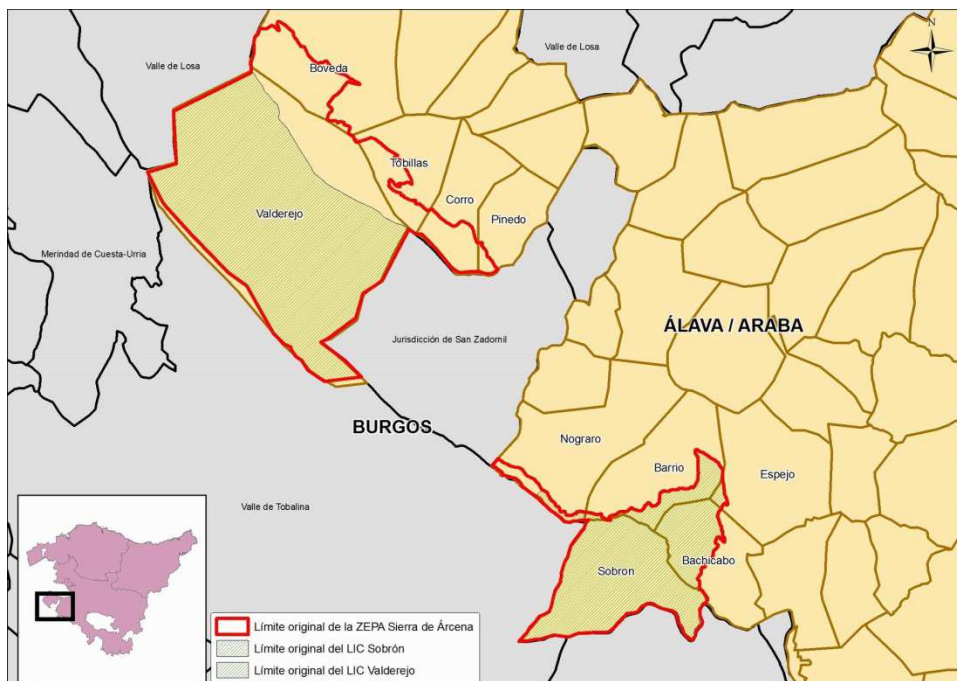 N
Valle de Losa
Valle de Losa
Boveda
Tobillas
Corro
Pinedo
Valderejo
Merindad de Cuesta-Urria
Jurisdicción de San Zadornil
ÁLAVA / ARABA
BURGOS
Nograro
Barrio
Espejo
Valle de Tobalina
Sobron
Bachicabo
Límite original de la ZEPA Sierra de Árcena
Límite original del LIC Sobrón
Límite original del LIC Valderejo